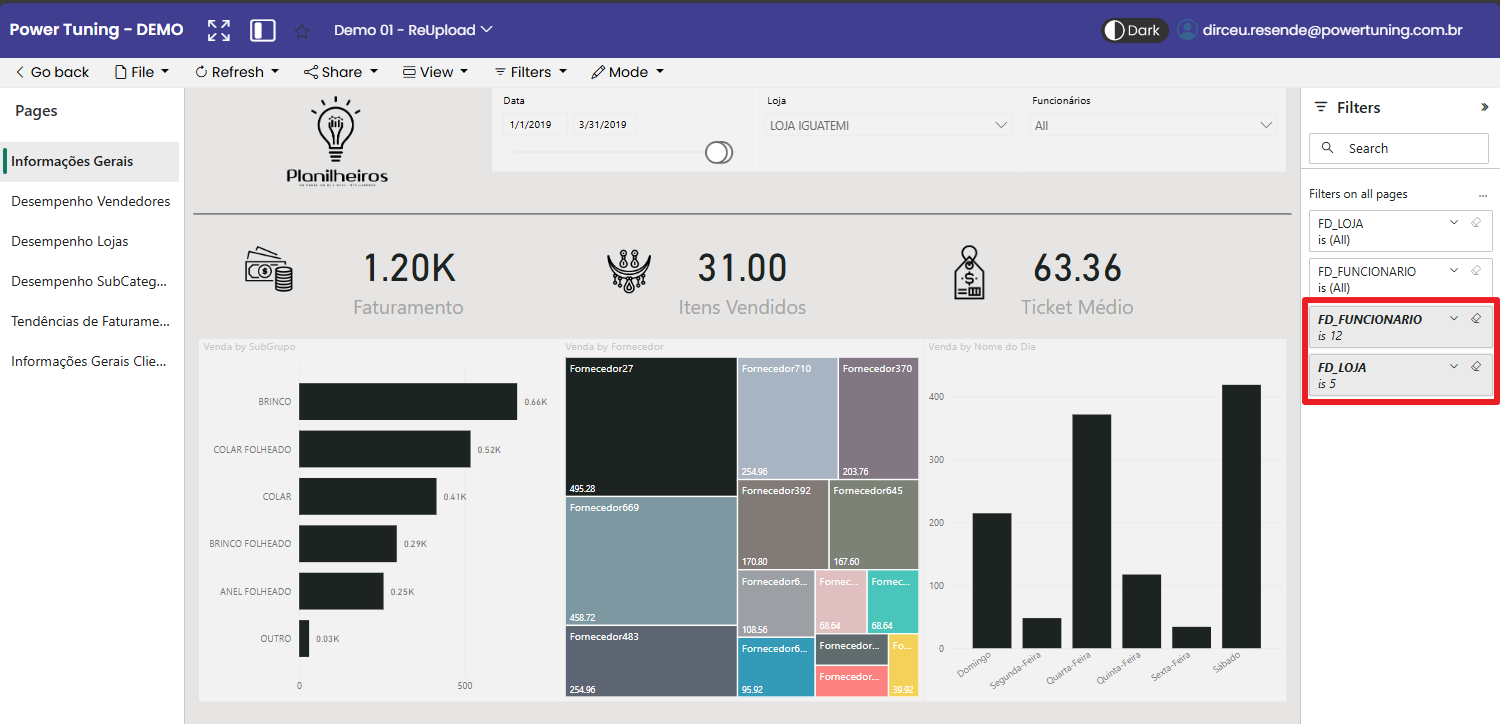 Power Tuning - DEMO
Demo 01 - ReUpload
Dark
dirceu.resende@powertuning.com.br
Go back
File
Refresh
Share
View
Filters
Mode
Pages
Informações Gerais
Desempenho Vendedores
Desempenho Lojas
Desempenho SubCateg...
Tendências de Faturame...
Informações Gerais Clie...
Planilheiros
Data
1/1/2019
3/31/2019
Loja
LOJA IGUATEMI
Funcionários
All
1.20K
Faturamento
31.00
Itens Vendidos
63.36
Ticket Médio
Venda by SubGrupo
BRINCO
0.66K
COLAR FOLHEADO
0.52K
COLAR
0.41K
BRINCO FOLHEADO
0.29K
ANEL FOLHEADO
0.25K
OUTRO
0.03K
0
500
Venda by Fornecedor
Fornecedor27
495.28
Fornecedor669
458.72
Fornecedor483
254.96
Fornecedor710
254.96
Fornecedor370
203.76
Fornecedor392
170.80
Fornecedor645
167.60
Fornecedor6...
108.56
Fornec...
68.64
Fornec...
68.64
Fornecedor6...
95.92
Fornecedor...
Fornecedor...
Fo...
39.92
Venda by Nome do Dia
400
300
200
100
0
Domingo
Segunda-Feira
Quarta-Feira
Quinta-Feira
Sexta-Feira
Sábado
Filters
Search
Filters on all pages
...
FD_LOJA
is (All)
FD_FUNCIONARIO
is (All)
FD_FUNCIONARIO
is 12
FD_LOJA
is 5